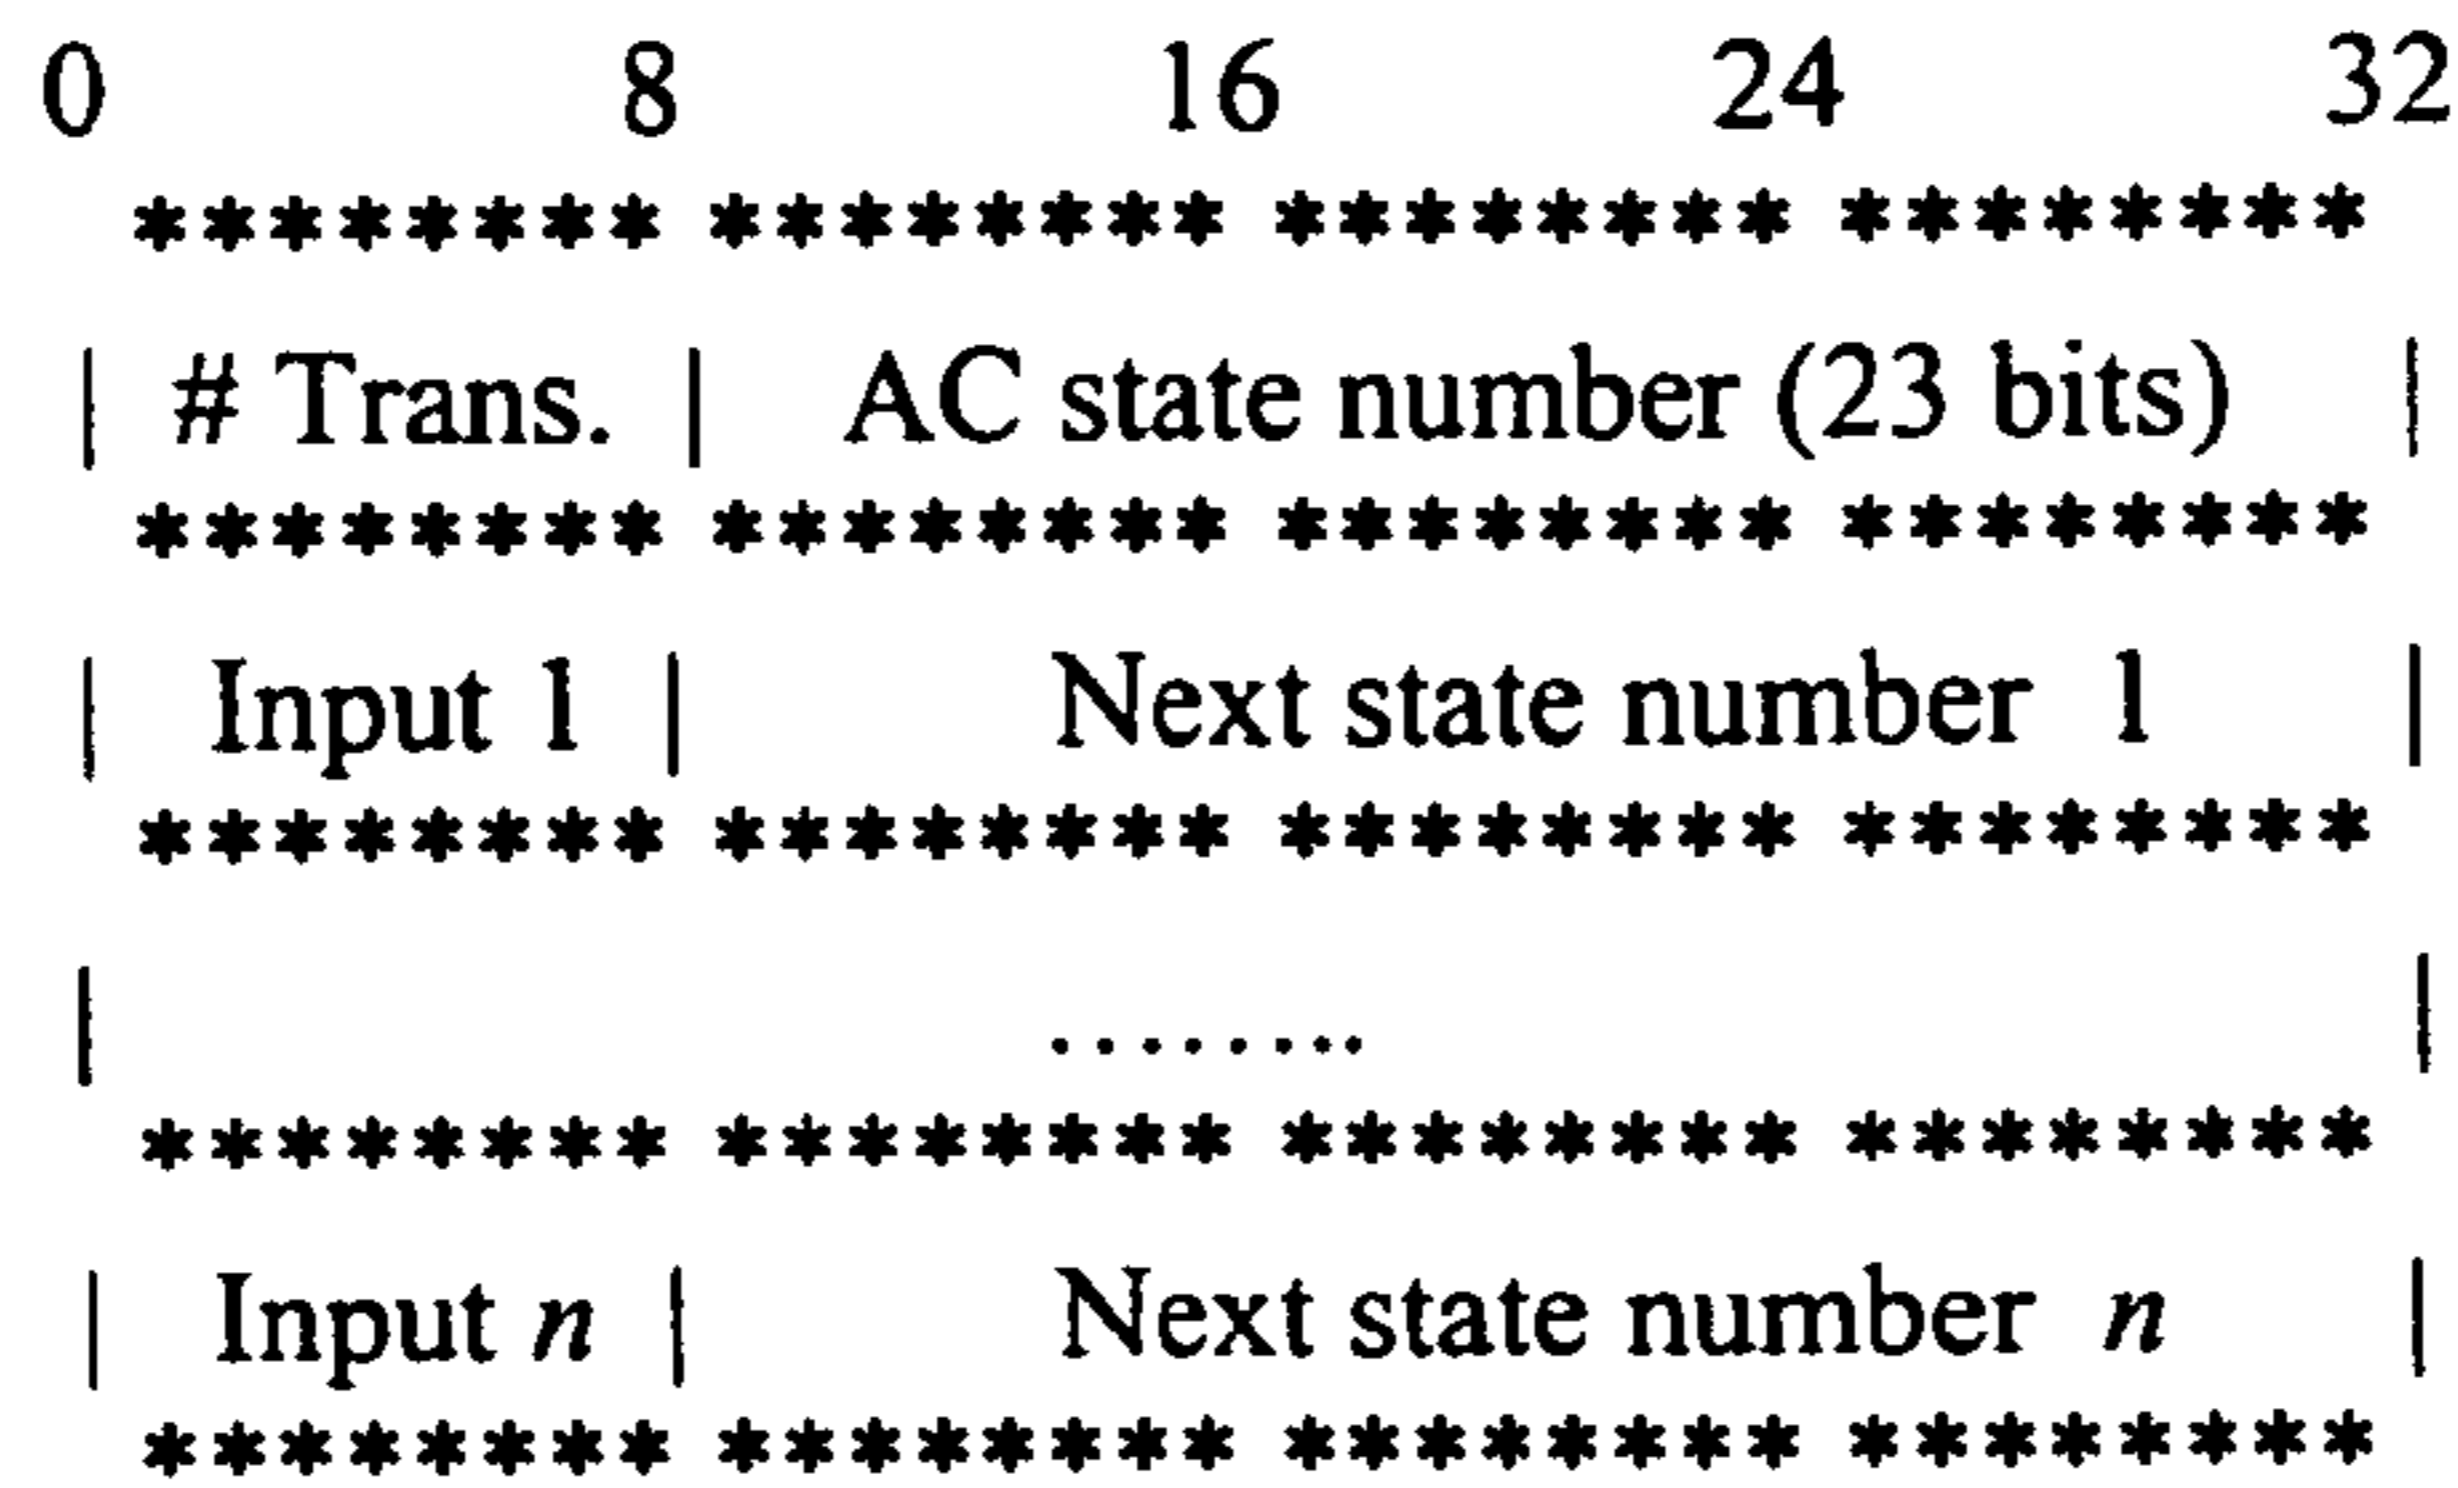 0 8 16 24 32
******** ******** ******** ********
| # Trans. | AC state number (23 bits) |
******** ******** ******** ********
| Input 1 | Next state number 1 |
******** ******** ******** ********
| ........ |
******** ******** ******** ********
| Input n | Next state number n |
******** ******** ******** ********